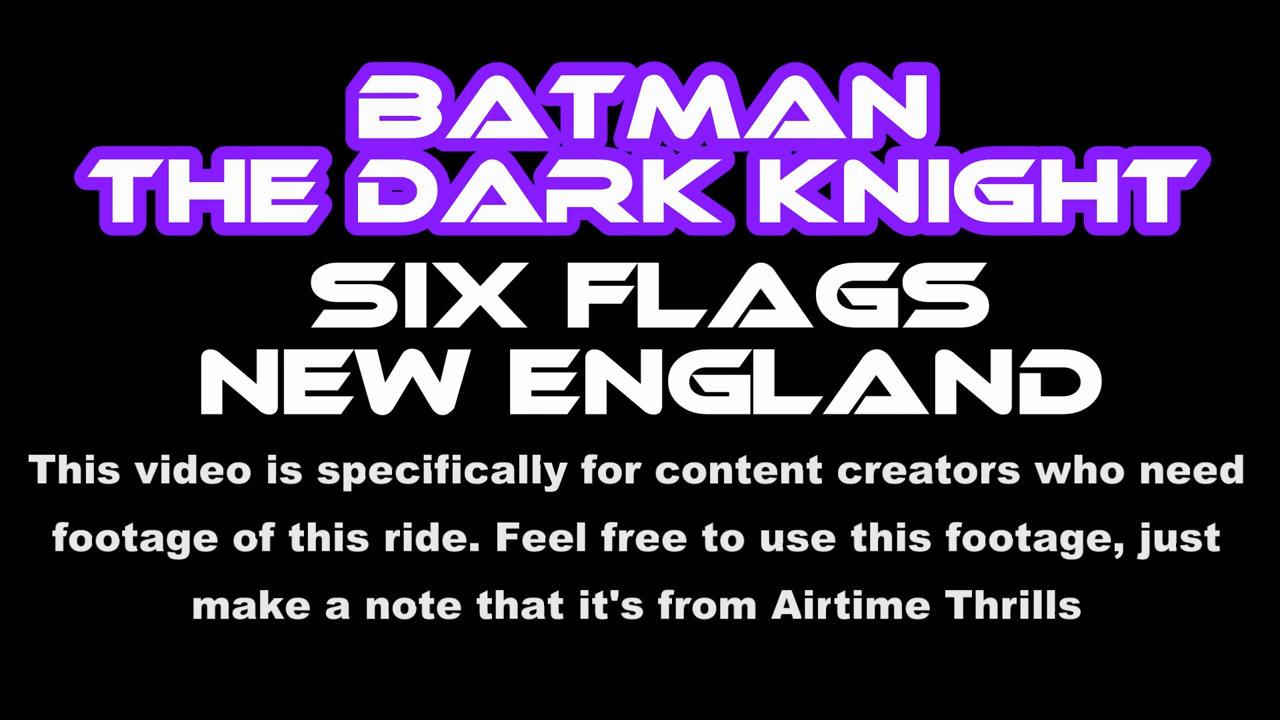 BATMAN
THE DARK KNIGHT
SIX FLAGS
NEW ENGLAND
This video is specifically for content creators who need
footage of this ride. Feel free to use this footage, just
make a note that it's from Airtime Thrills